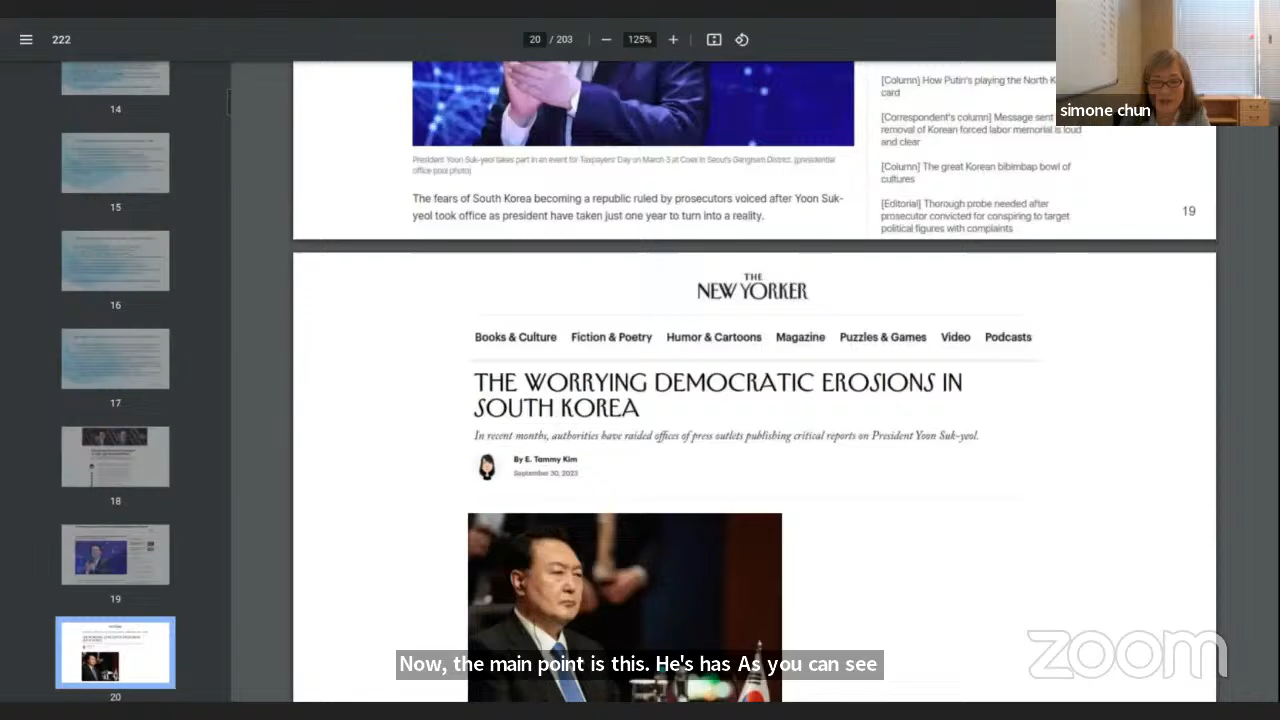 222
20 / 203
125%
simone chun
14
15
16
17
18
19
20
[Column] How Putin's playing the North K
card
[Correspondent's column] Message sent
removal of Korean forced labor memorial is loud
and clear
[Column] The great Korean bibimbap bowl of
cultures
[Editorial] Thorough probe needed after
prosecutor convicted for conspiring to target
political figures with complaints
President Yoon Suk-yeol takes part in an event for Taxpayers' Day on March 3 at Coex in Seoul's Gangnam District. (presidential
office pool photo)
The fears of South Korea becoming a republic ruled by prosecutors voiced after Yoon Suk-
yeol took office as president have taken just one year to turn into a reality.
19
THE
NEW YORKER
Books & Culture Fiction & Poetry Humor & Cartoons Magazine Puzzles & Games Video Podcasts
THE WORRYING DEMOCRATIC EROSIONS IN
SOUTH KOREA
In recent months, authorities have raided offices of press outlets publishing critical reports on President Yoon Suk-yeol.
By E. Tammy Kim
September 30, 2023
Now, the main point is this. He's has As you can see
zoom